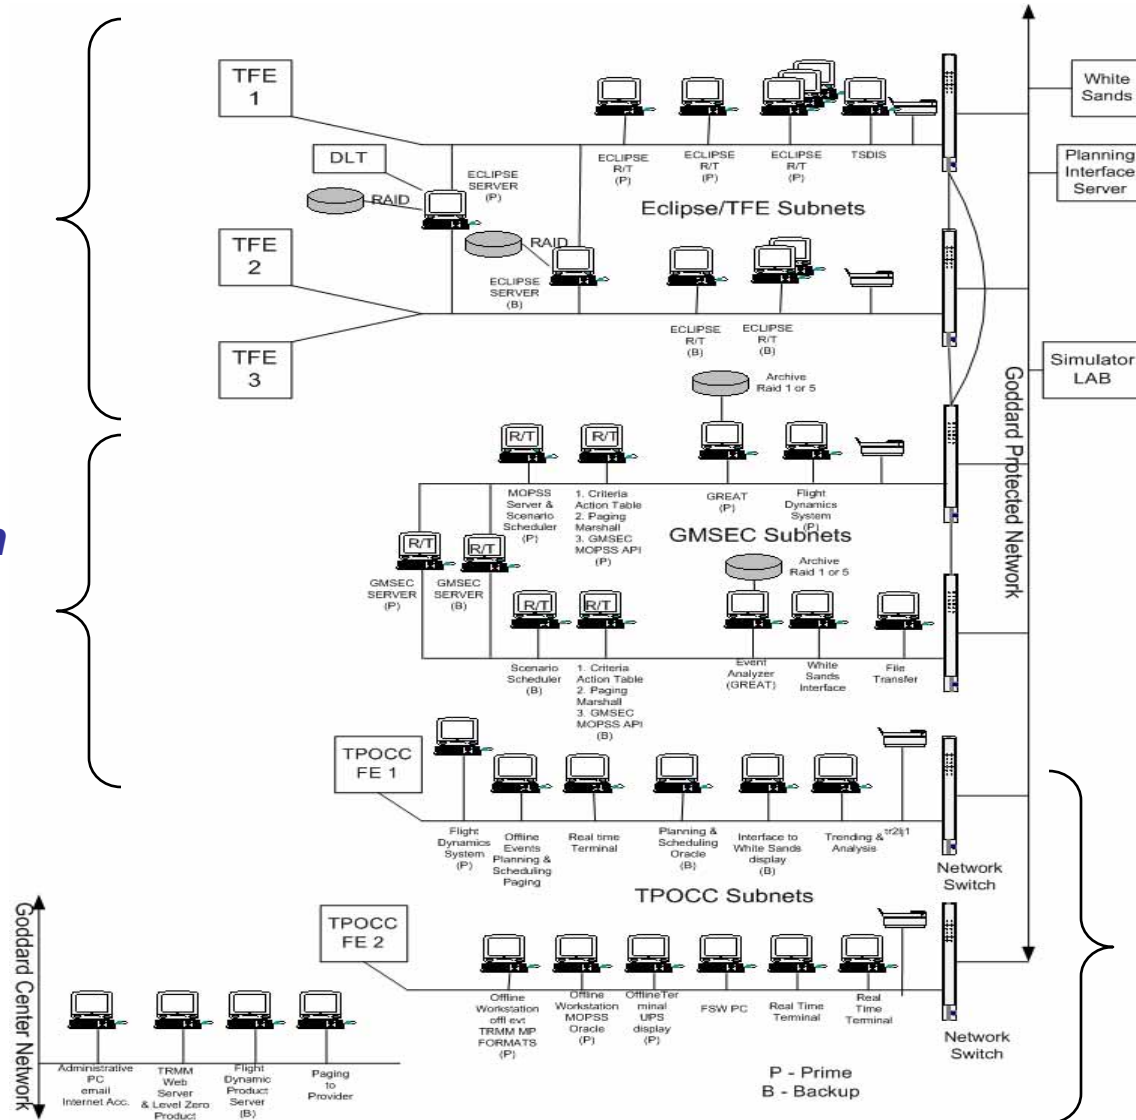 TFE
1
DLT
RAID
ECLIPSE
SERVER
(P)
ECLIPSE
R/T
(P)
ECLIPSE
R/T
(P)
ECLIPSE
R/T
(P)
TSDIS
White
Sands
Planning
Interface
Server
Eclipse/TFE Subnets
TFE
2
RAID
ECLIPSE
SERVER
(B)
ECLIPSE
R/T
(B)
ECLIPSE
R/T
(B)
TFE
3
Simulator
LAB
Goddard Protected Network
Archive
Raid 1 or 5
R/T
R/T
MOPSS
Server &
Scenario
Scheduler
(P)
1. Criteria
Action Table
2. Paging
Marshall
3. GMSEC
MOPSS API
(P)
GREAT
(P)
Flight
Dynamics
System
(P)
GMSEC Subnets
R/T
R/T
GMSEC
SERVER
(P)
GMSEC
SERVER
(B)
Archive
Raid 1 or 5
R/T
R/T
Scenario
Scheduler
(B)
1. Criteria
Action Table
2. Paging
Marshall
3. GMSEC
MOPSS API
(B)
Event
Analyzer
(GREAT)
White
Sands
Interface
File
Transfer
TPOCC
FE 1
Flight
Dynamics
System
(P)
Offline
Events
Planning &
Scheduling
Paging
Real time
Terminal
Planning &
Scheduling
Oracle
(B)
Interface to
White Sands
display
(B)
Trending &
Analysis
tr2lj1
Network
Switch
TPOCC Subnets
TPOCC
FE 2
Offline
Workstation
offl evt
TRMM MP
FORMATS
(P)
Offline
Workstation
MOPSS
Oracle
(P)
OfflineTer
minal
UPS
display
(P)
FSW PC
Real Time
Terminal
Real
Time
Terminal
Network
Switch
Goddard Center Network
Administrative
PC
email
Internet Acc.
TRMM
Web
Server
& Level Zero
Product
Flight
Dynamic
Product
Server
(B)
Paging
to
Provider
P - Prime
B - Backup